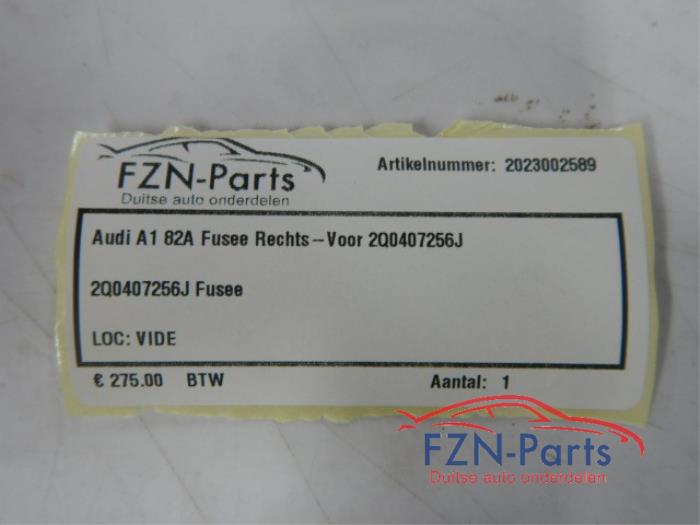 FZN-Parts
Duitse auto onderdelen
Artikelnummer: 2023002589
Audi A1 82A Fusee Rechts--Voor 2Q0407256J
2Q0407256J Fusee
LOC: VIDE
€ 275.00 BTW
Aantal: 1
FZN-Parts
Duitse auto onderdelen